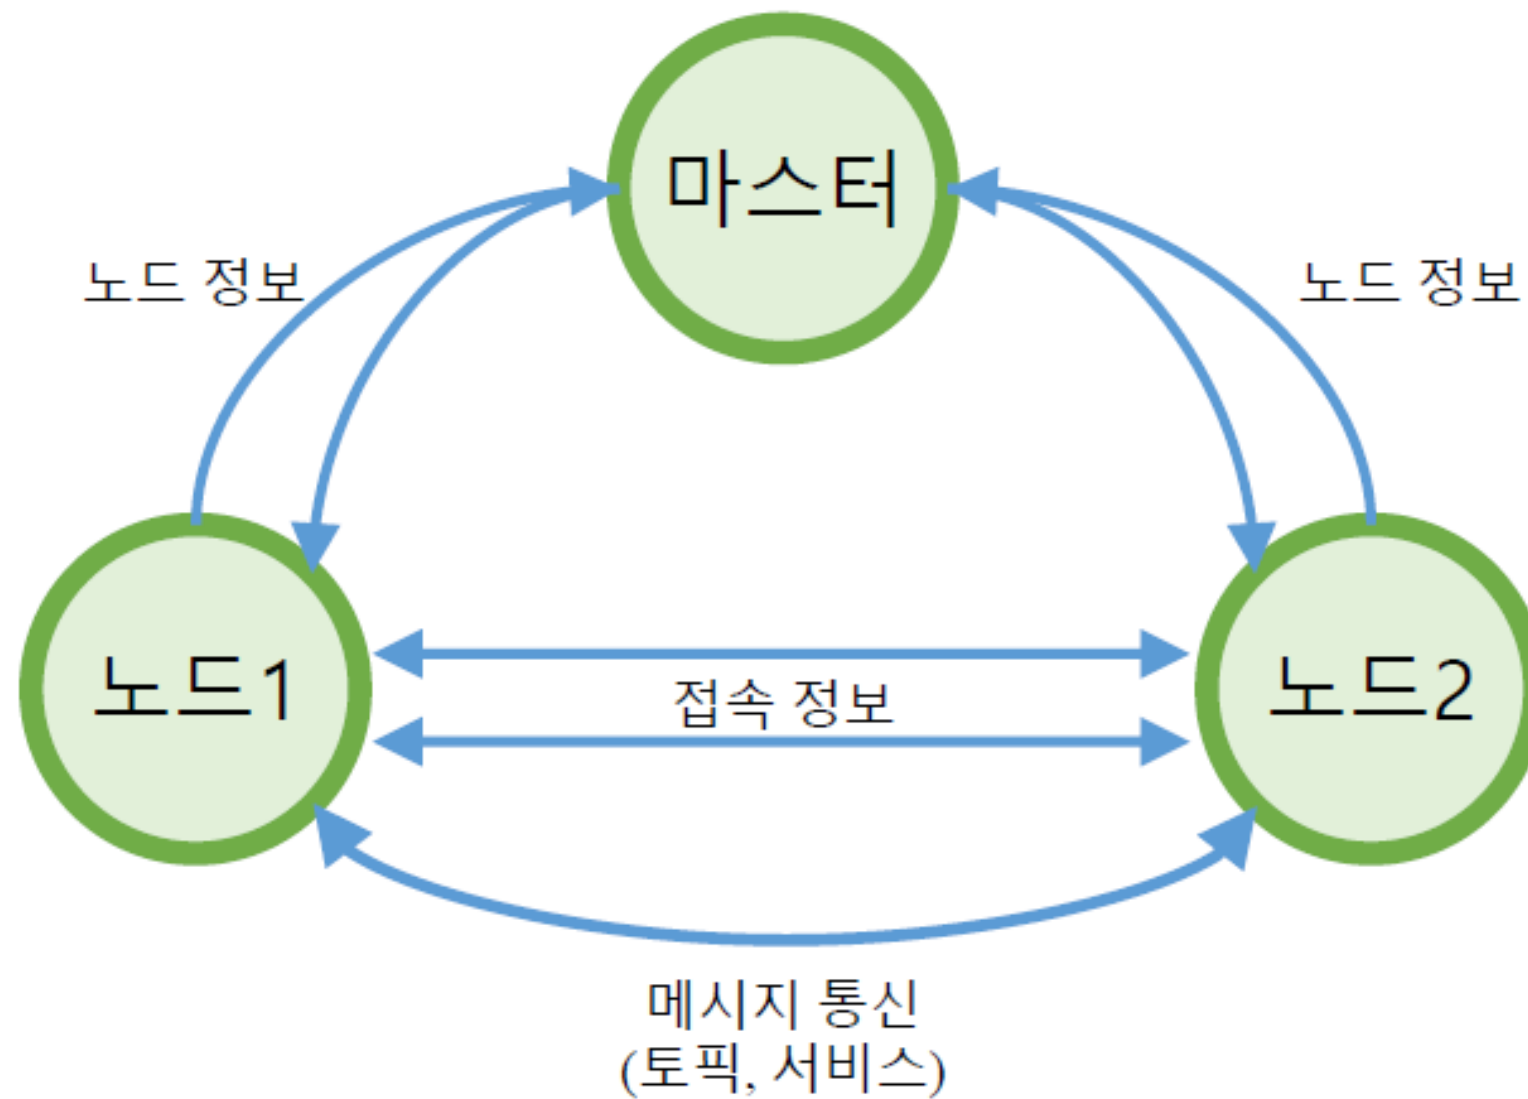 마스터
노드 정보
노드 정보
노드1
접속 정보
노드2
메시지 통신
(토픽, 서비스)